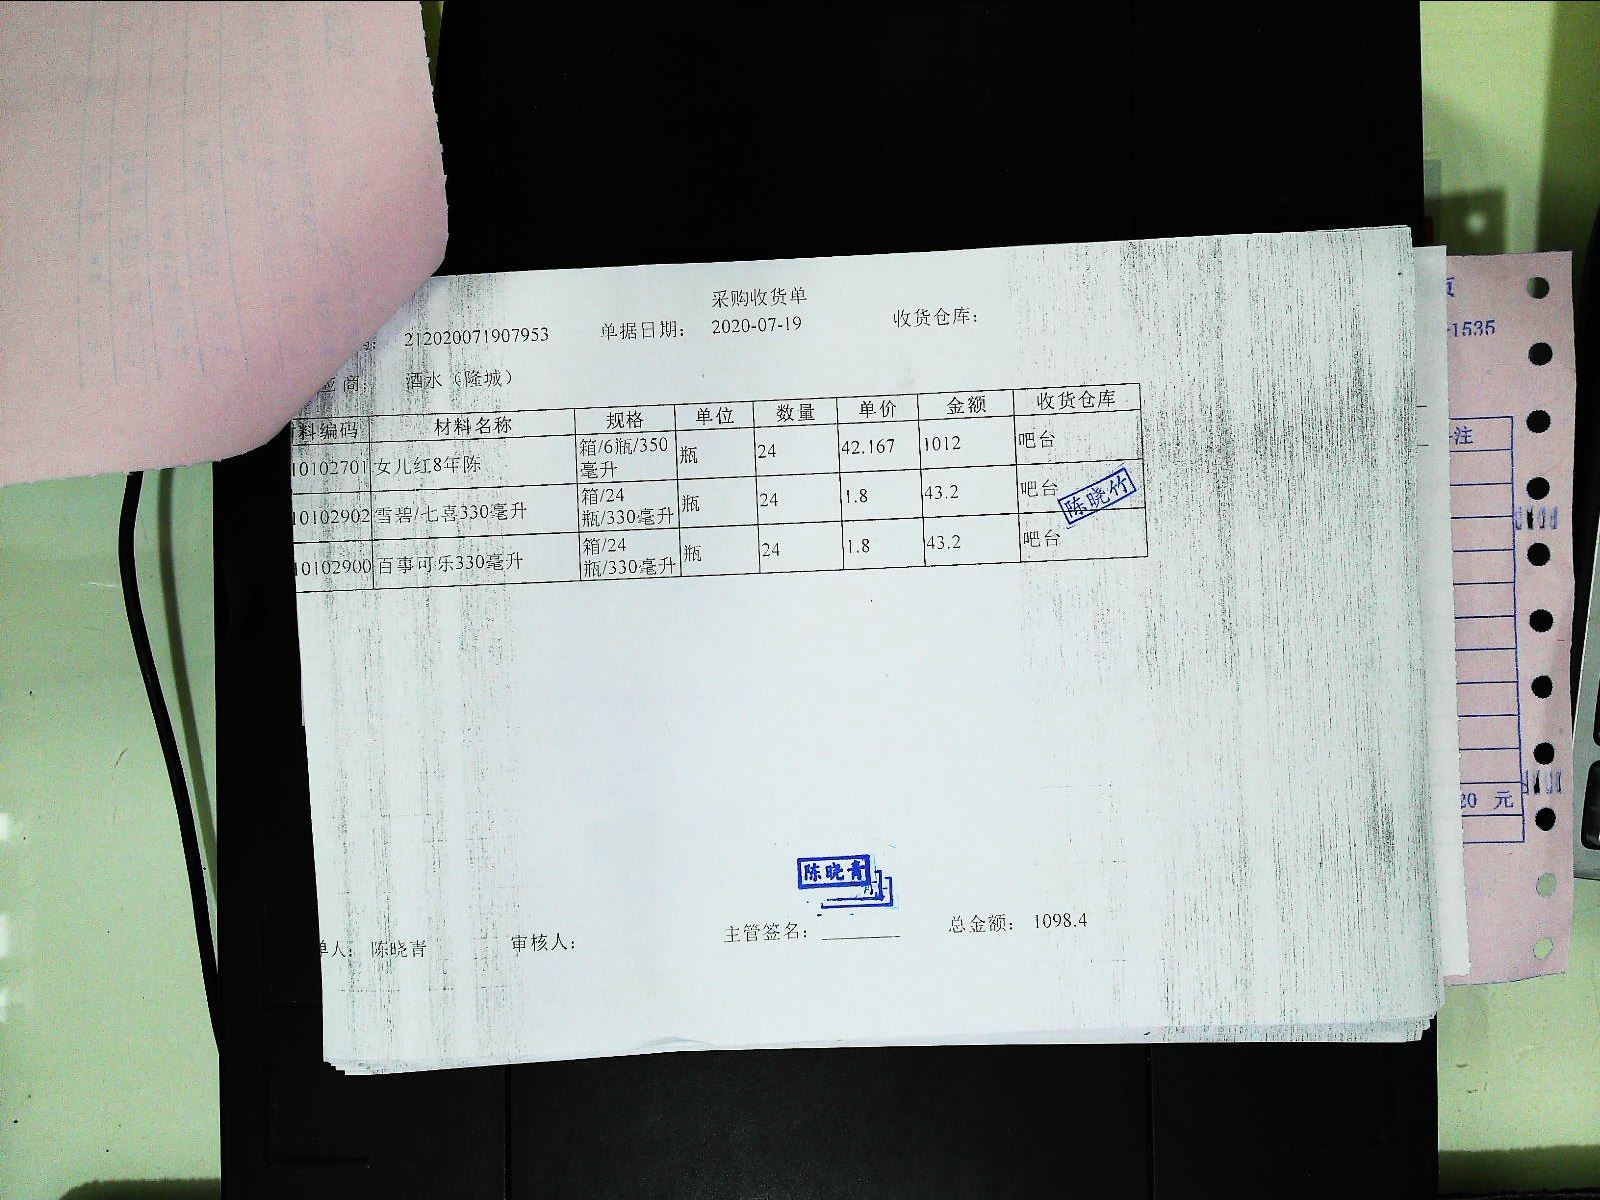 采购收货单
212020071907953 单据日期: 2020-07-19 收货仓库:
应商: 酒水（隆城）
料编码 材料名称 规格 单位 数量 单价 金额 收货仓库
10102701 女儿红8年陈 箱/6瓶/350毫升 瓶 24 42.167 1012 吧台
10102902 雪碧/七喜330毫升 箱/24瓶/330毫升 瓶 24 1.8 43.2 吧台
陈晓竹
10102900 百事可乐330毫升 箱/24瓶/330毫升 瓶 24 1.8 43.2 吧台
陈晓青
单人: 陈晓青 审核人: 主管签名: 总金额: 1098.4
-1535
注
20 元